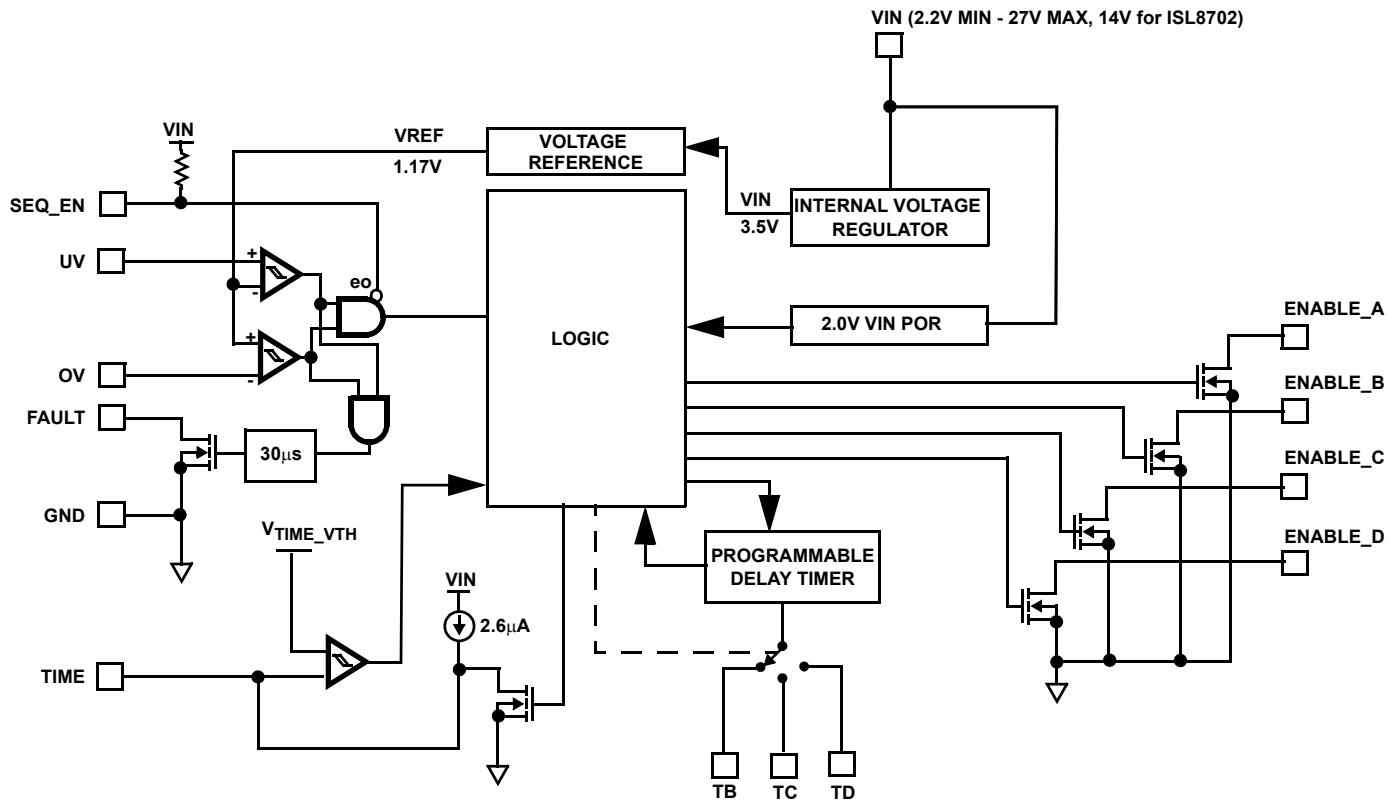 VIN (2.2V MIN - 27V MAX, 14V for ISL8702)
VIN
VREF
1.17V
VOLTAGE
REFERENCE
SEQ_EN
VIN
3.5V
INTERNAL VOLTAGE
REGULATOR
UV
+
-
eo
ENABLE_A
2.0V VIN POR
LOGIC
OV
+
-
ENABLE_B
FAULT
30μs
ENABLE_C
GND
VTIME_VTH
ENABLE_D
PROGRAMMABLE
DELAY TIMER
VIN
2.6μA
TIME
TB
TC
TD